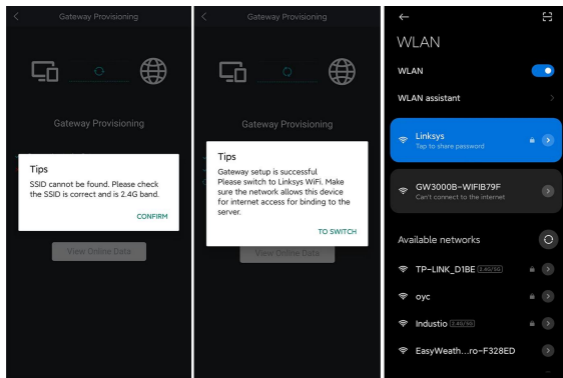 Gateway Provisioning
Gateway Provisioning
Tips
SSID cannot be found. Please check
the SSID is correct and is 2.4G band.
CONFIRM
View Online Data
Gateway Provisioning
Gateway Provisioning
Tips
Gateway setup is successful
Please switch to Linksys WiFi. Make
sure the network allows this device
for internet access for binding to the
server.
TO SWITCH
View Online Data
WLAN
WLAN
WLAN assistant
Linksys
Tap to share password
GW3000B-WIFIB79F
Can't connect to the internet
Available networks
TP-LINK_D1BE 2.4G/5G
oyc
Industio 2.4G/5G
EasyWeath...ro-F328ED